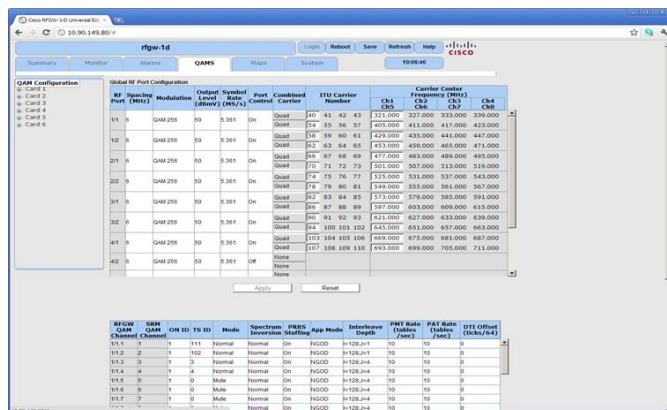 Cisco RFGW-1-D Universal Ed
10.90.149.80/#
rfgw-1d
Login Reboot Save Refresh Help
CISCO
Summary Monitor Alarms QAMS Maps System
10:06:46
QAM Configuration
Card 1
Card 2
Card 3
Card 4
Card 5
Card 6
Global RF Port Configuration
RF Port Spacing (MHz) Modulation Output Level (dBmV) Symbol Rate (MS/s) Port Control Combined Carrier ITU Carrier Number Carrier Center Frequency (MHz)
Ch1 Ch2 Ch3 Ch4
Ch5 Ch6 Ch7 Ch8
1/1 6 QAM 256 50 5.361 On Quad 40 41 42 43 321.000 327.000 333.000 339.000
Quad 54 55 56 57 405.000 411.000 417.000 423.000
1/2 6 QAM 256 50 5.361 On Quad 58 59 60 61 429.000 435.000 441.000 447.000
Quad 62 63 64 65 453.000 459.000 465.000 471.000
2/1 6 QAM 256 50 5.361 On Quad 66 67 68 69 477.000 483.000 489.000 495.000
Quad 70 71 72 73 501.000 507.000 513.000 519.000
2/2 6 QAM 256 50 5.361 On Quad 74 75 76 77 525.000 531.000 537.000 543.000
Quad 78 79 80 81 549.000 555.000 561.000 567.000
3/1 6 QAM 256 50 5.361 On Quad 82 83 84 85 573.000 579.000 585.000 591.000
Quad 86 87 88 89 597.000 603.000 609.000 615.000
3/2 6 QAM 256 50 5.361 On Quad 90 91 92 93 621.000 627.000 633.000 639.000
Quad 94 100 101 102 645.000 651.000 657.000 663.000
4/1 6 QAM 256 50 5.361 On Quad 103 104 105 106 669.000 675.000 681.000 687.000
Quad 107 108 109 110 693.000 699.000 705.000 711.000
4/2 6 QAM 256 50 5.361 Off None
None
None
Apply Reset
RFGW QAM Channel SRM QAM Channel ON ID TS ID Mode Spectrum Inversion PRBS Stuffing App Mode Interleave Depth PMT Rate (tables /sec) PAT Rate (tables /sec) DTI Offset (ticks/64)
1/1.1 1 1 111 Normal Normal On NGOD I=128,J=1 10 10 0
1/1.2 2 1 102 Normal Normal On NGOD I=128,J=1 10 10 0
1/1.3 3 1 3 Normal Normal On NGOD I=128,J=4 10 10 0
1/1.4 4 1 4 Normal Normal On NGOD I=128,J=4 10 10 0
1/1.5 5 1 0 Mute Normal On NGOD I=128,J=4 10 10 0
1/1.6 6 1 0 Mute Normal On NGOD I=128,J=4 10 10 0
1/1.7 7 1 0 Mute Normal On NGOD I=128,J=4 10 10 0